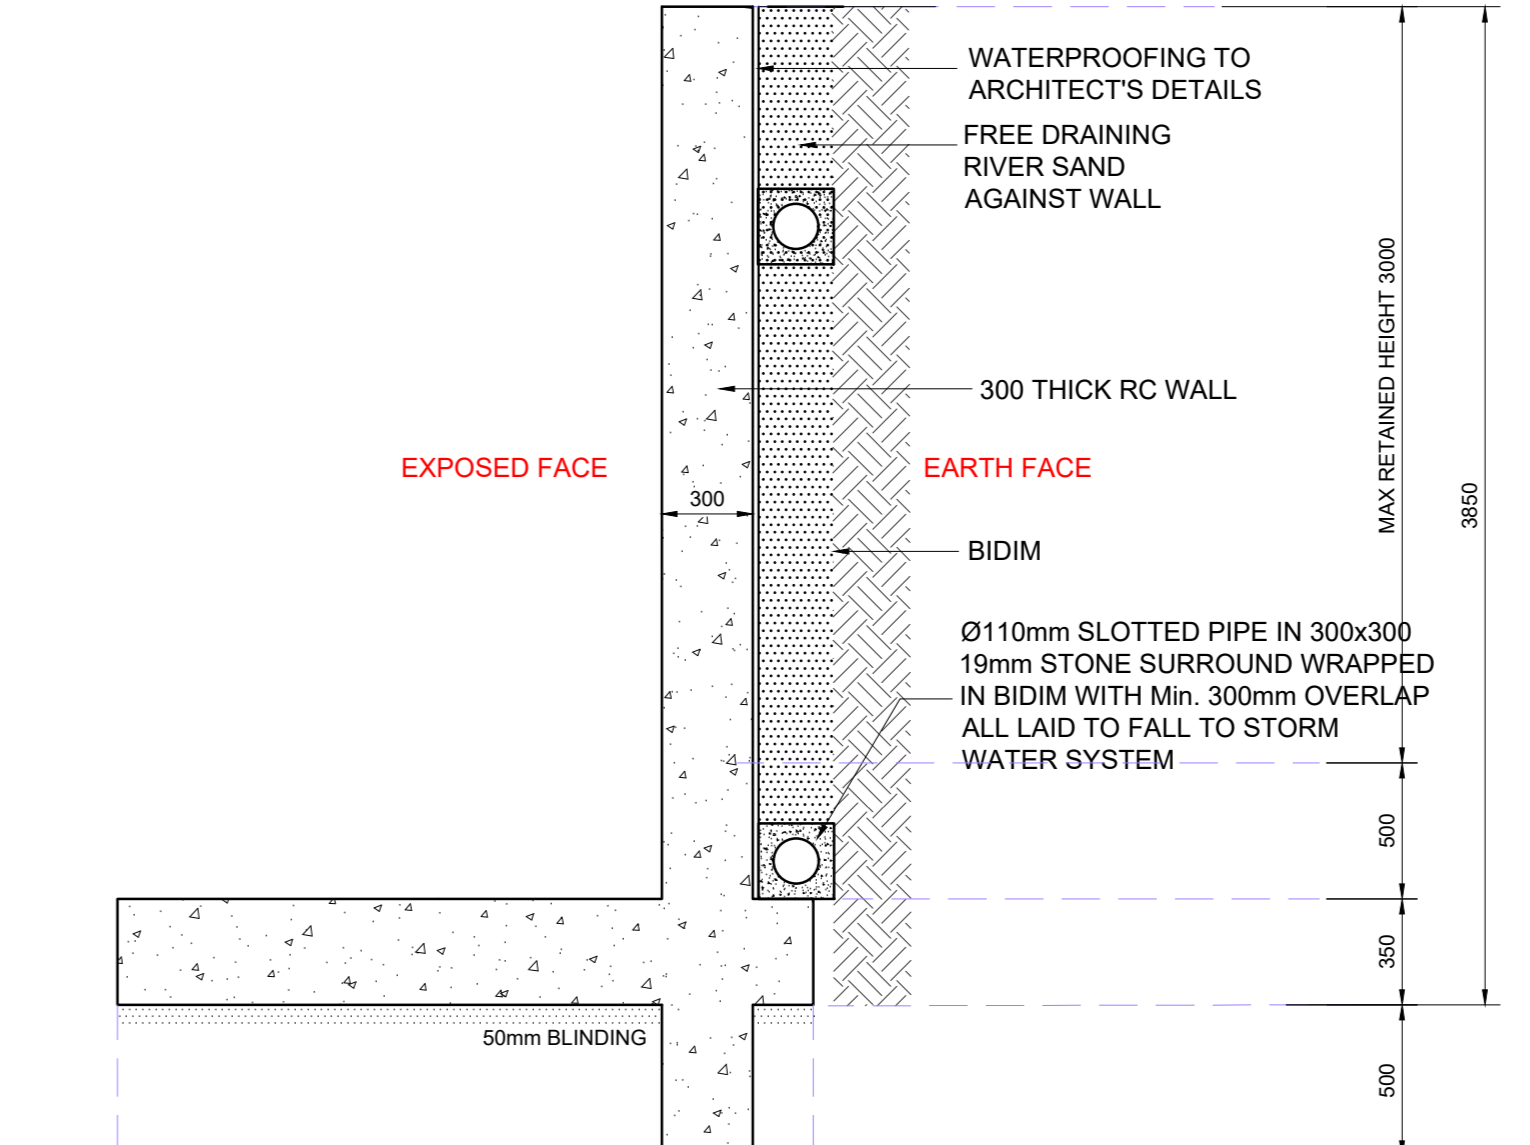 WATERPROOFING TO
ARCHITECT'S DETAILS
FREE DRAINING
RIVER SAND
AGAINST WALL
MAX RETAINED HEIGHT 3000
300 THICK RC WALL
EXPOSED FACE
EARTH FACE
300
3850
BIDIM
Ø110mm SLOTTED PIPE IN 300x300
19mm STONE SURROUND WRAPPED
IN BIDIM WITH Min. 300mm OVERLAP
ALL LAID TO FALL TO STORM
WATER SYSTEM
500
350
50mm BLINDING
500